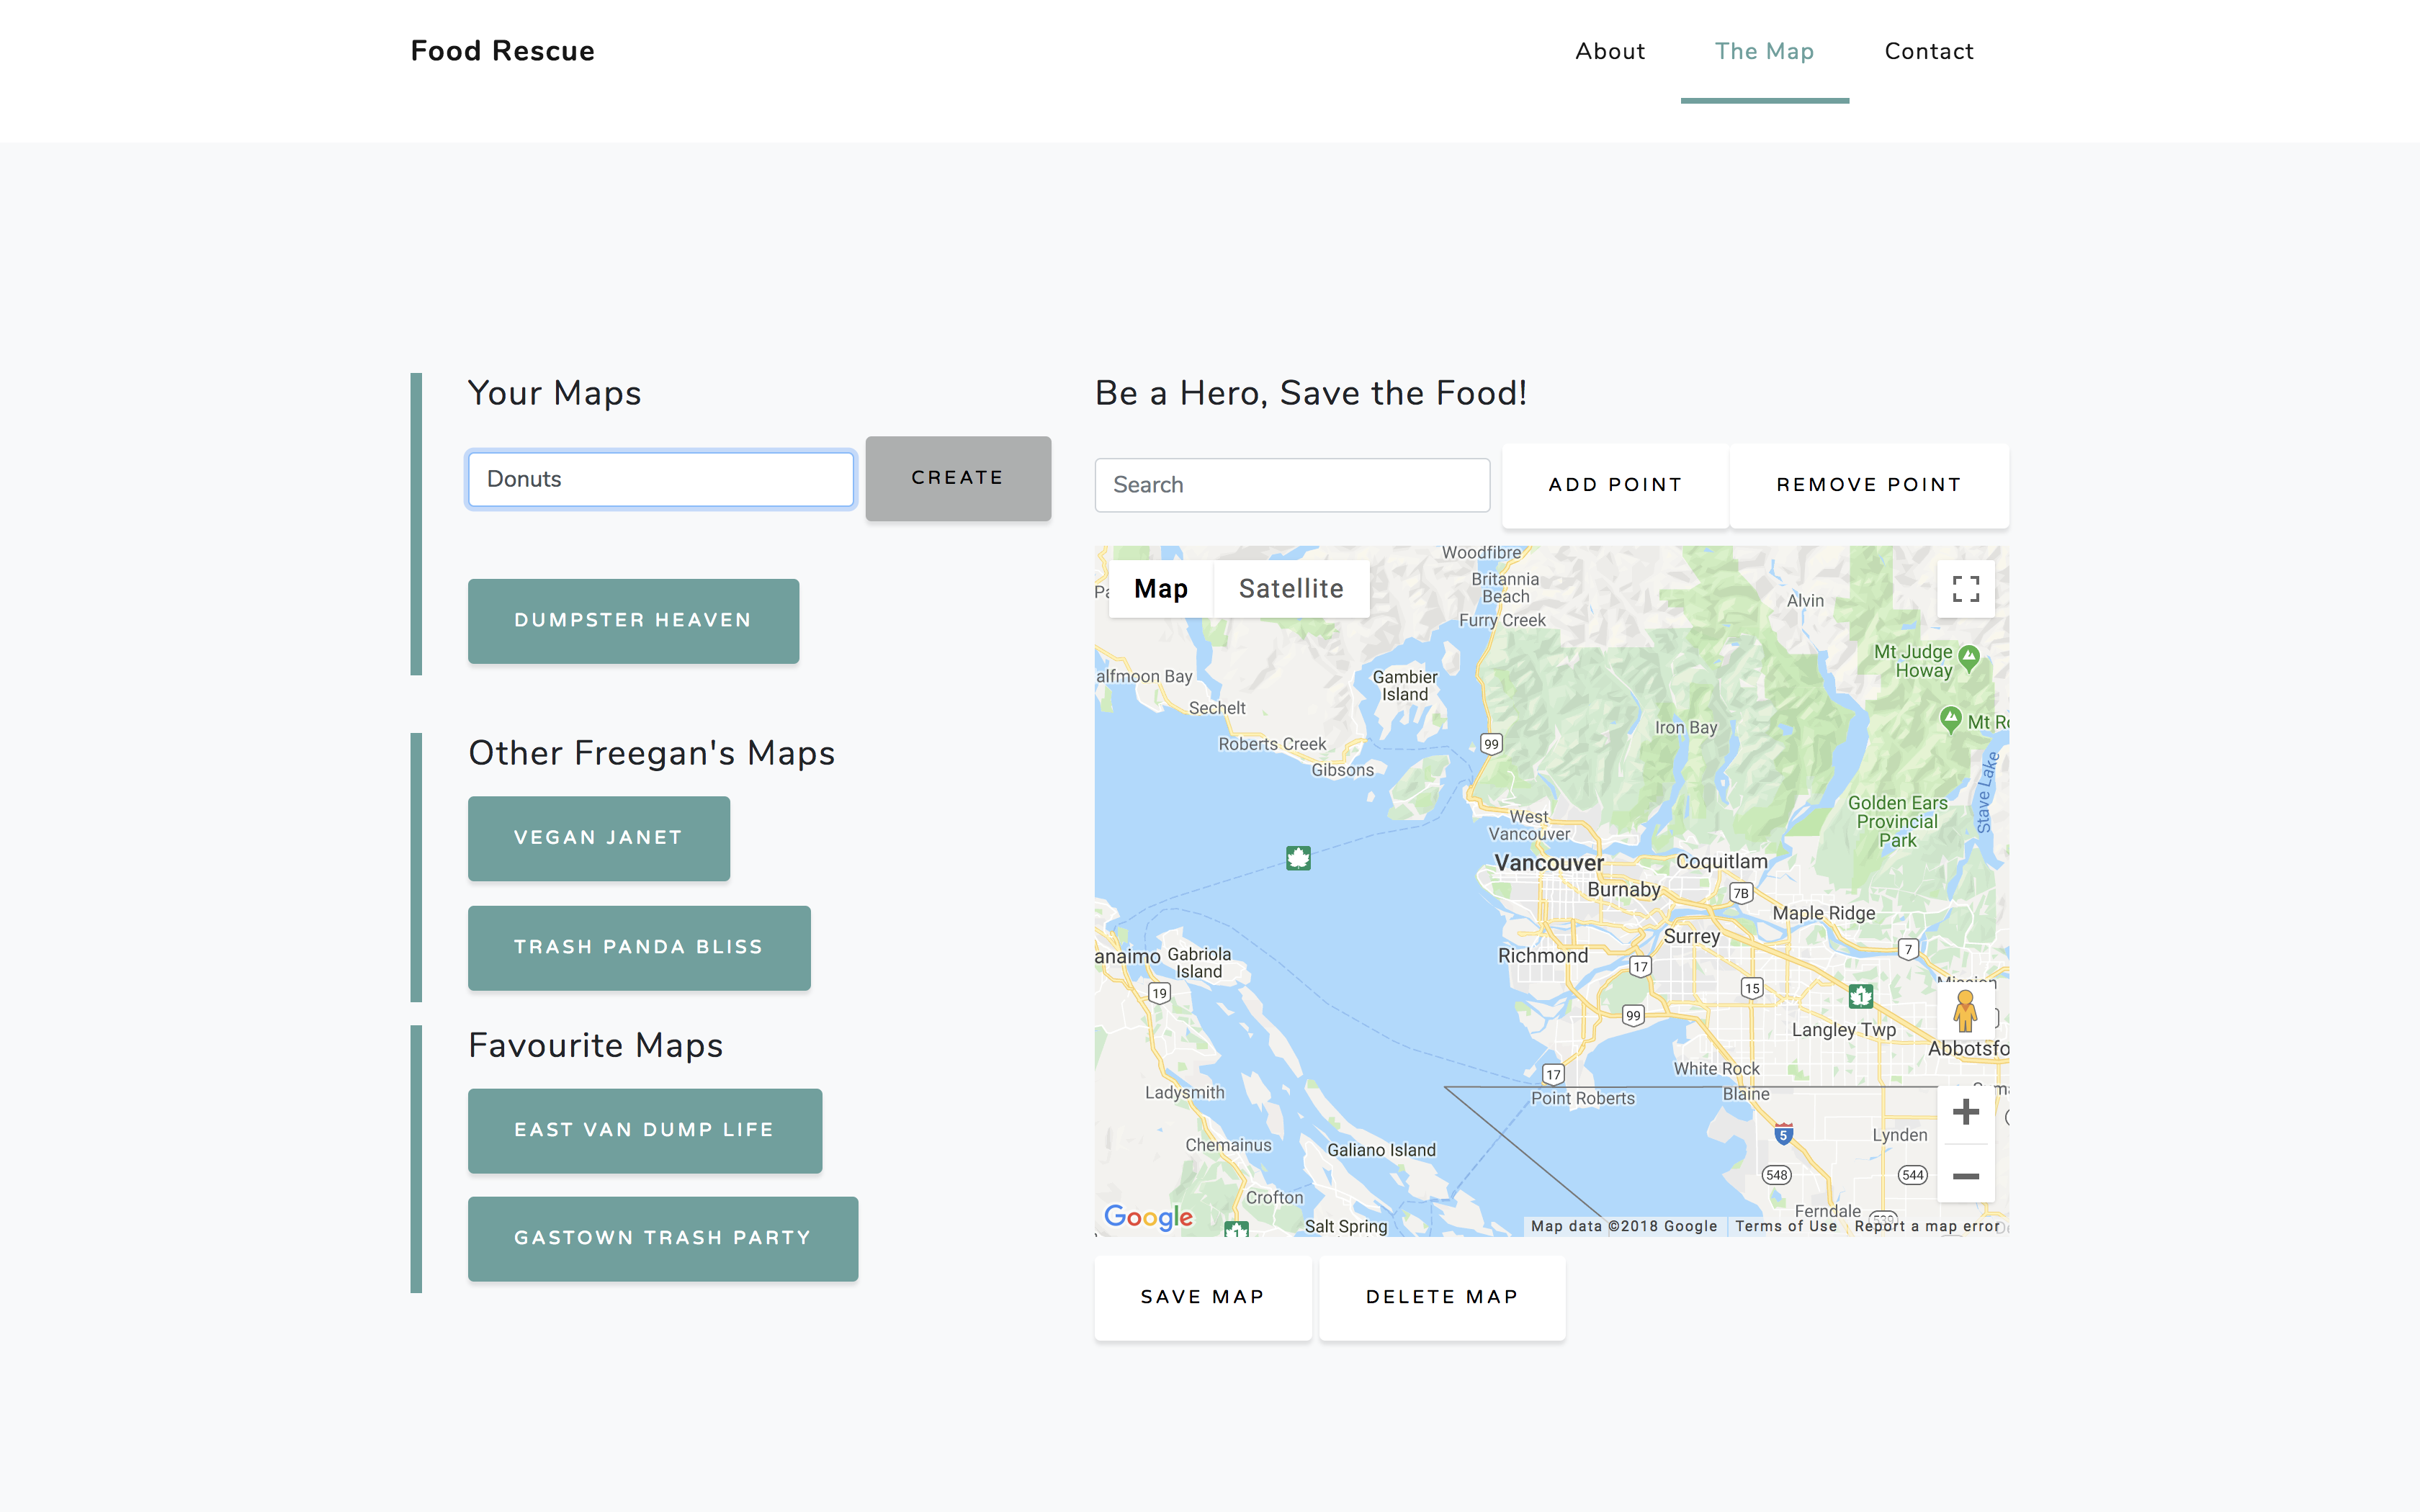 Food Rescue
About
The Map
Contact
Your Maps
Donuts
CREATE
DUMPSTER HEAVEN
Other Freegan's Maps
VEGAN JANET
TRASH PANDA BLISS
Favourite Maps
EAST VAN DUMP LIFE
GASTOWN TRASH PARTY
Be a Hero, Save the Food!
Search
ADD POINT
REMOVE POINT
Map
Satellite
Woodfibre
Britannia
Beach
Furry Creek
Alvin
Mt Judge
Howay
alfmoon Bay
Gambier
Island
Sechelt
Mt R
Iron Bay
Roberts Creek
99
Gibsons
Stave Lake
Golden Ears
Provincial
Park
West
Vancouver
Vancouver
Coquitlam
Burnaby
7B
Maple Ridge
Surrey
7
anaimo
Gabriola
Island
Richmond
17
19
15
Mission
1
99
Langley Twp
Abbotsfo
17
White Rock
Ladysmith
Point Roberts
Blaine
5
Lynden
Chemainus
Galiano Island
548
544
Crofton
Ferndale
539
Salt Spring
1
Google
Map data ©2018 Google
Terms of Use
Report a map error
SAVE MAP
DELETE MAP